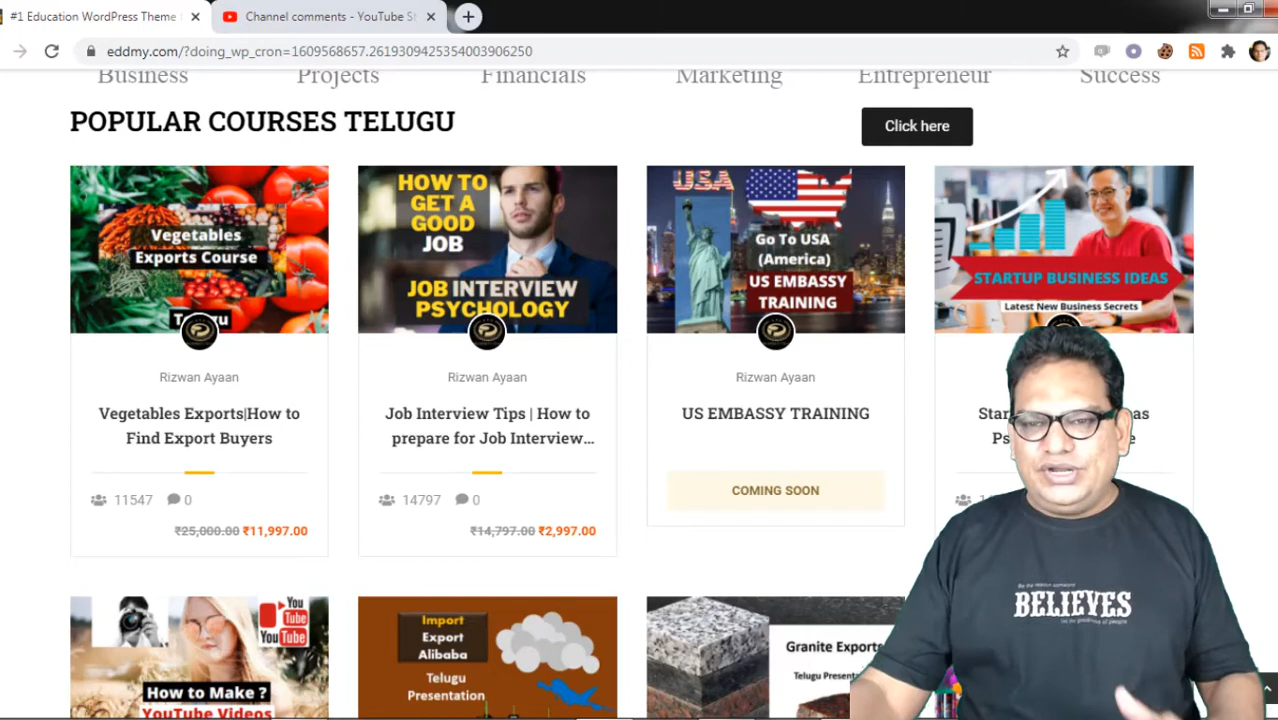 #1 Education WordPress Theme
Channel comments - YouTube St
eddmy.com/?doing_wp_cron=1609568657.2619309425354003906250
Business Projects Financials Marketing Entrepreneur Success
POPULAR COURSES TELUGU
Click here
Vegetables
Exports Course
HOW TO
GET A
GOOD
JOB
JOB INTERVIEW
PSYCHOLOGY
USA
Go To USA
(America)
US EMBASSY
TRAINING
STARTUP BUSINESS IDEAS
Latest New Business Secrets
Rizwan Ayaan
Rizwan Ayaan
Rizwan Ayaan
Vegetables Exports|How to
Find Export Buyers
Job Interview Tips | How to
prepare for Job Interview...
US EMBASSY TRAINING
11547 0
14797 0
COMING SOON
₹25,000.00 ₹11,997.00
₹14,797.00 ₹2,997.00
BELIEVES
You
Tube
You Tube
How to Make ?
YouTube Videos
Import
Export
Alibaba
Telugu
Presentation
Granite Exports